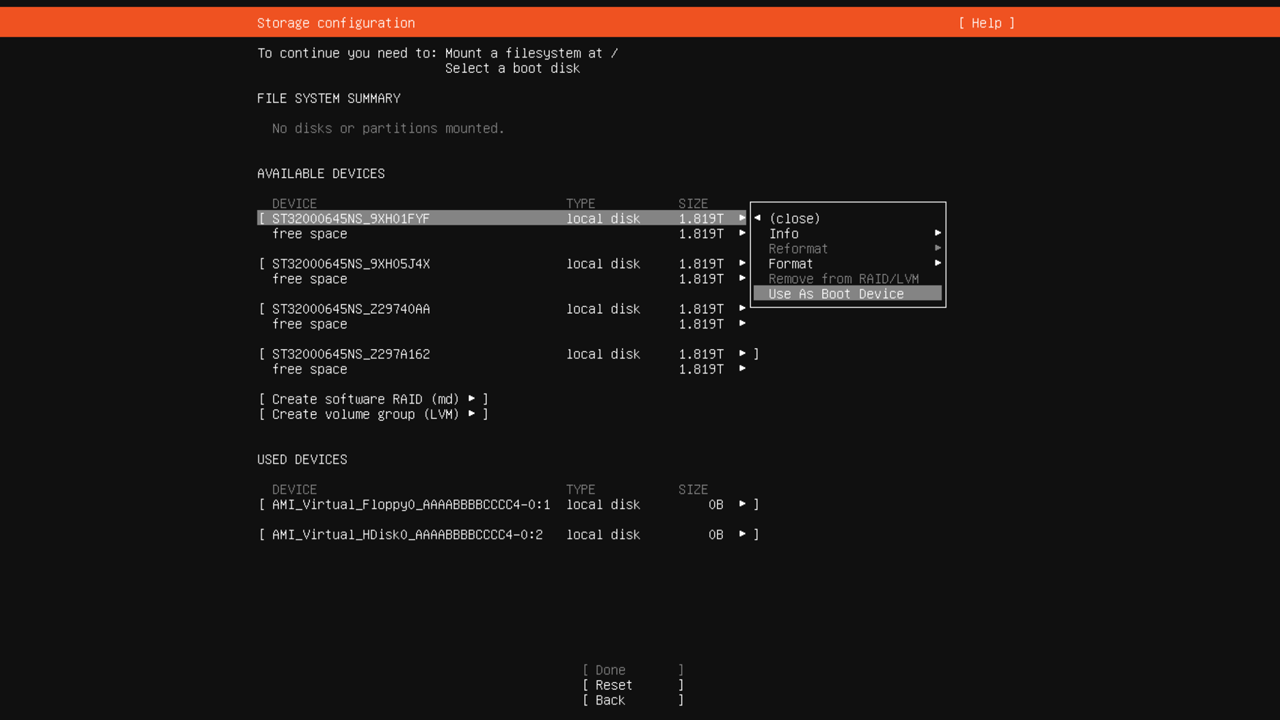 Storage configuration [ Help ]
To continue you need to: Mount a filesystem at /
Select a boot disk
FILE SYSTEM SUMMARY
No disks or partitions mounted.
AVAILABLE DEVICES
DEVICE TYPE SIZE
[ ST32000645NS_9XH01FYF local disk 1.819T ▸ ◂ (close)
free space 1.819T ▸ Info ▸
Reformat ▸
[ ST32000645NS_9XH05J4X local disk 1.819T ▸ Format ▸
free space 1.819T ▸ Remove from RAID/LVM
Use As Boot Device
[ ST32000645NS_Z29740AA local disk 1.819T ▸
free space 1.819T ▸
[ ST32000645NS_Z297A162 local disk 1.819T ▸ ]
free space 1.819T ▸
[ Create software RAID (md) ▸ ]
[ Create volume group (LVM) ▸ ]
USED DEVICES
DEVICE TYPE SIZE
[ AMI_Virtual_Floppy0_AAAABBBBCCCC4-0:1 local disk 0B ▸ ]
[ AMI_Virtual_HDisk0_AAAABBBBCCCC4-0:2 local disk 0B ▸ ]
[ Done ]
[ Reset ]
[ Back ]